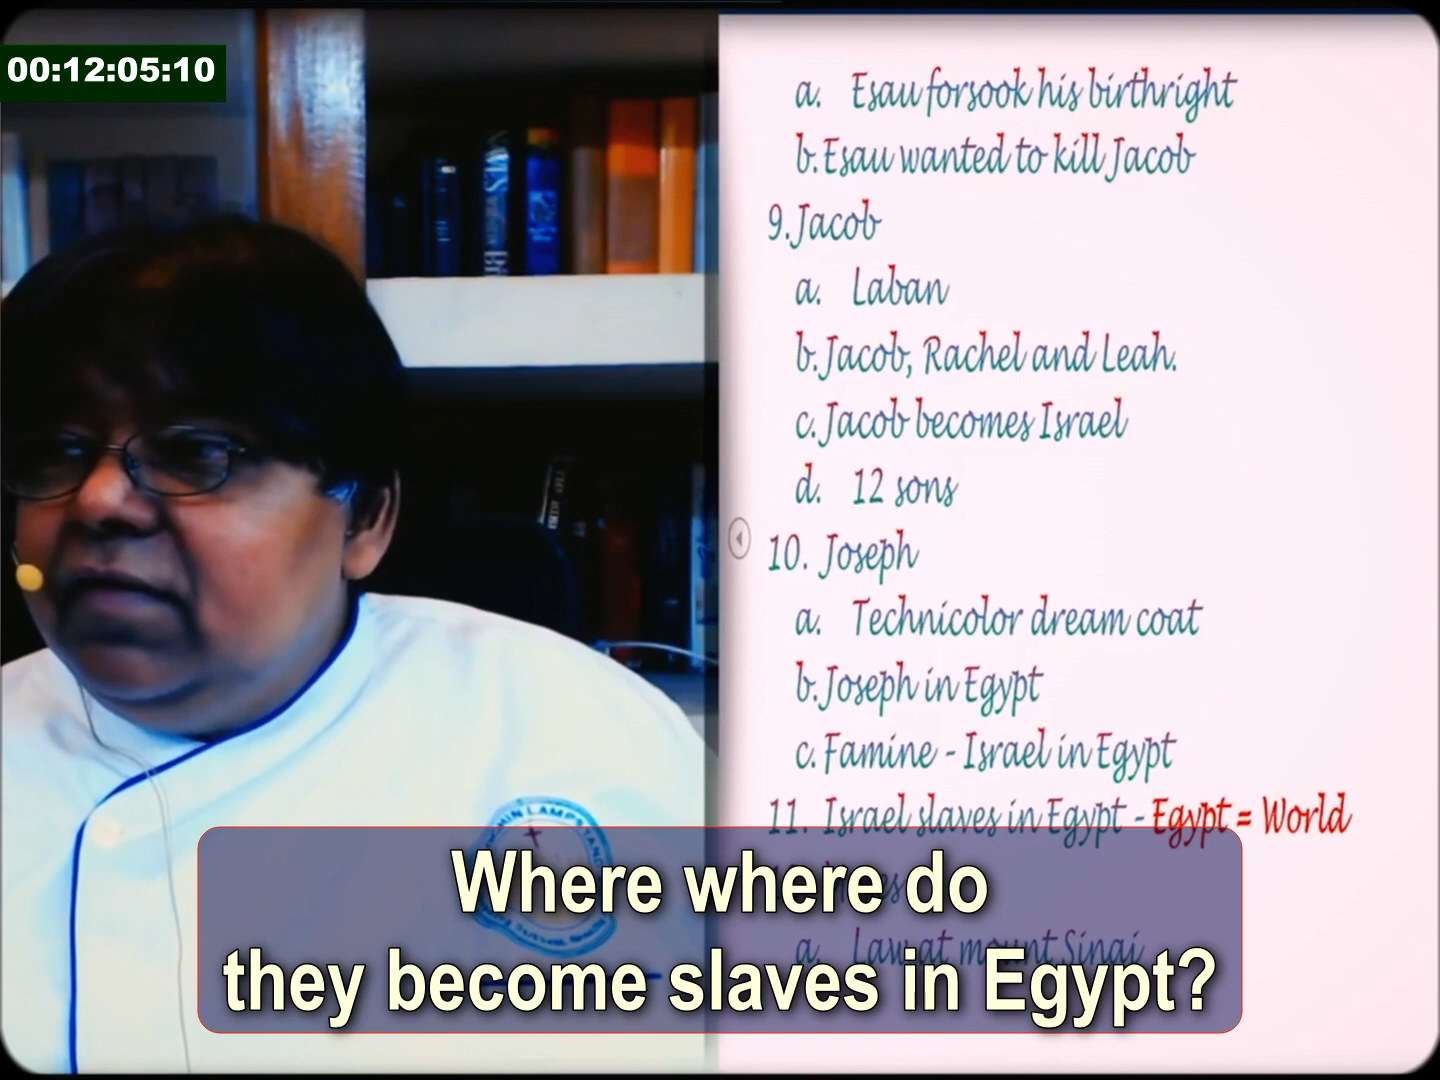 00:12:05:10
a. Esau forsook his birthright
b. Esau wanted to kill Jacob
9. Jacob
a. Laban
b. Jacob, Rachel and Leah.
c. Jacob becomes Israel
d. 12 sons
10. Joseph
a. Technicolor dream coat
b. Joseph in Egypt
c. Famine - Israel in Egypt
11. Israel slaves in Egypt - Egypt = World
a. Law at mount Sinai
Where where do
they become slaves in Egypt?